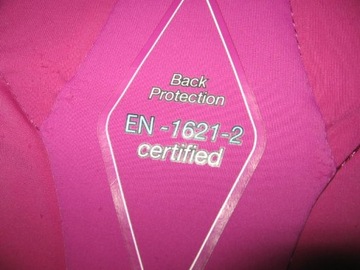 Back
Protection
EN -1621-2
certified